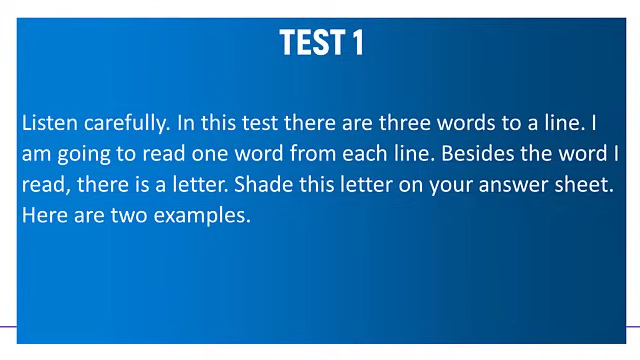 TEST 1
Listen carefully. In this test there are three words to a line. I
am going to read one word from each line. Besides the word I
read, there is a letter. Shade this letter on your answer sheet.
Here are two examples.